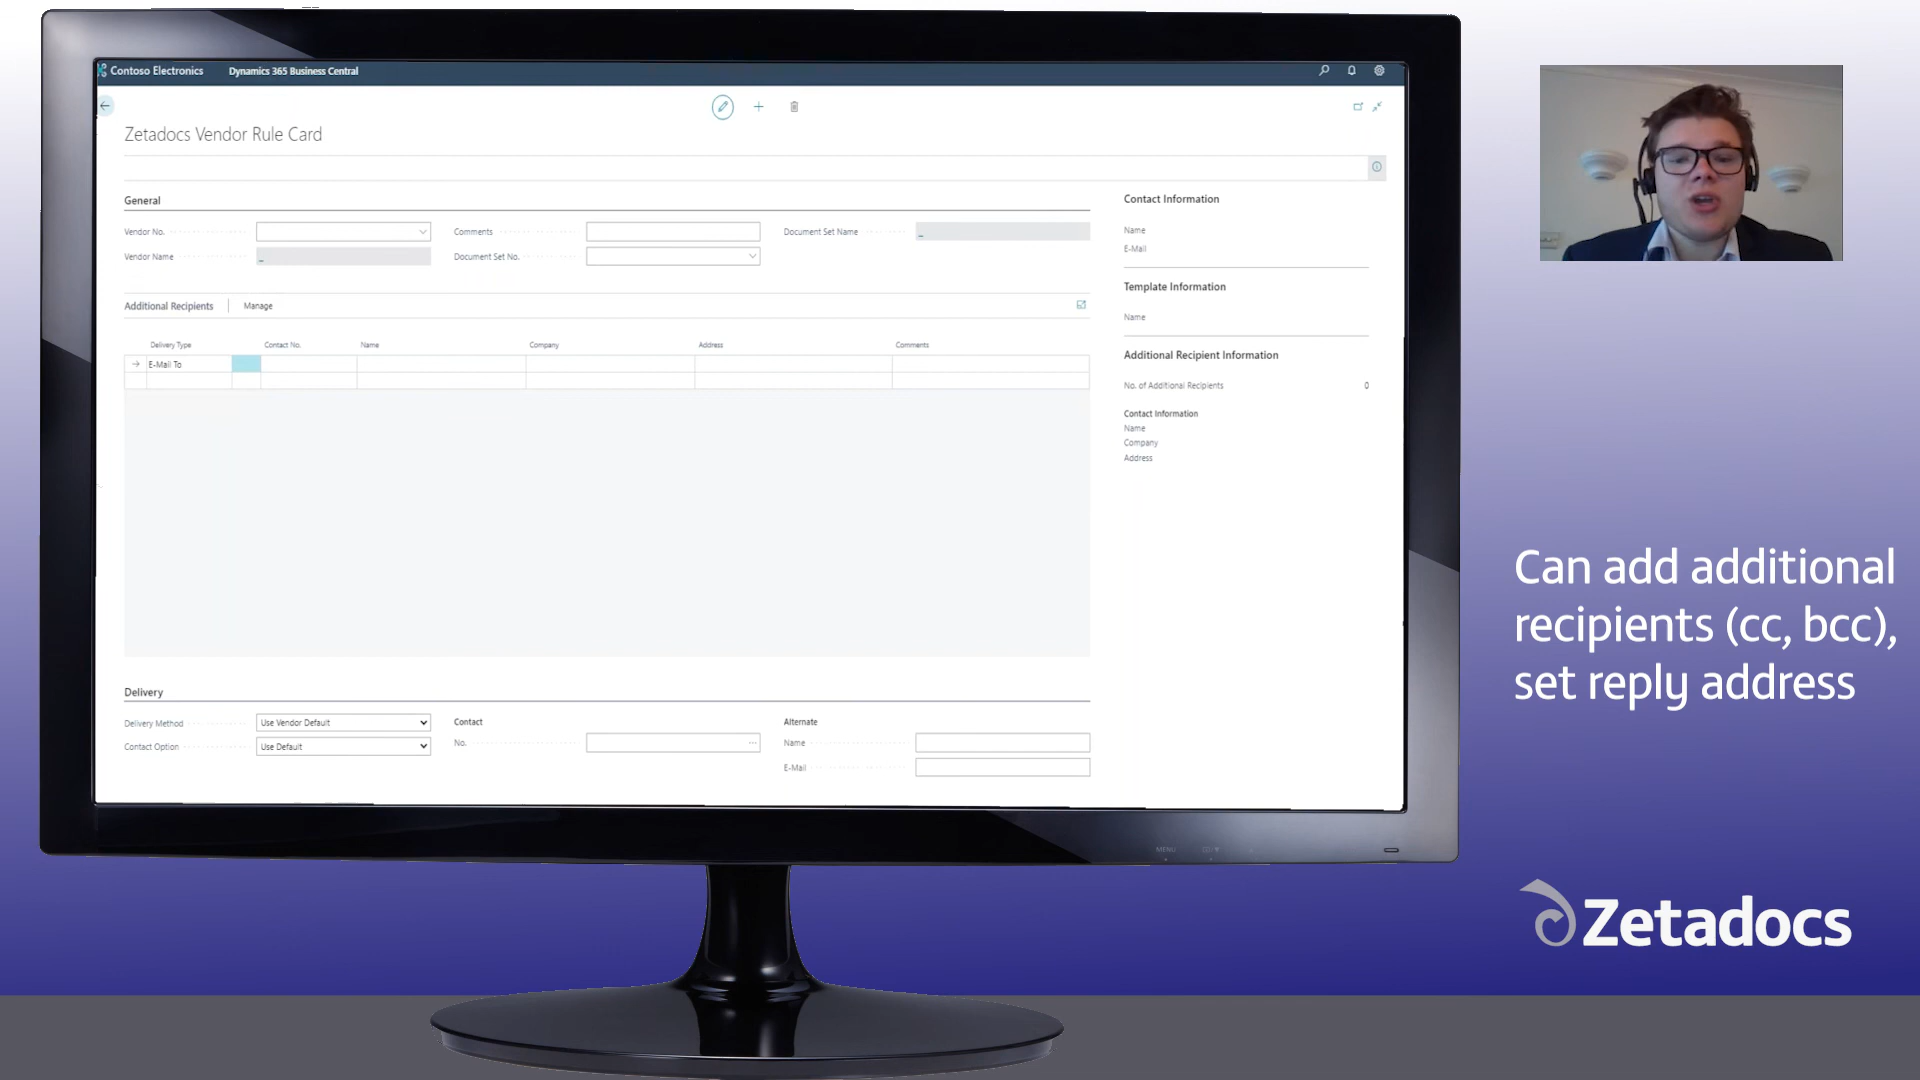 Contoso Electronics Dynamics 365 Business Central
Zetadocs Vendor Rule Card
General
Vendor No. Comments Document Set Name _
Vendor Name _ Document Set No.
Additional Recipients Manage
Delivery Type Contact No. Name Company Address Comments
E-Mail To
Delivery
Delivery Method Use Vendor Default Contact Alternate
Contact Option Use Default No. Name
E-Mail
Contact Information
Name
E-Mail
Template Information
Name
Additional Recipient Information
No. of Additional Recipients 0
Contact Information
Name
Company
Address
MENU
Can add additional
recipients (cc, bcc),
set reply address
Zetadocs